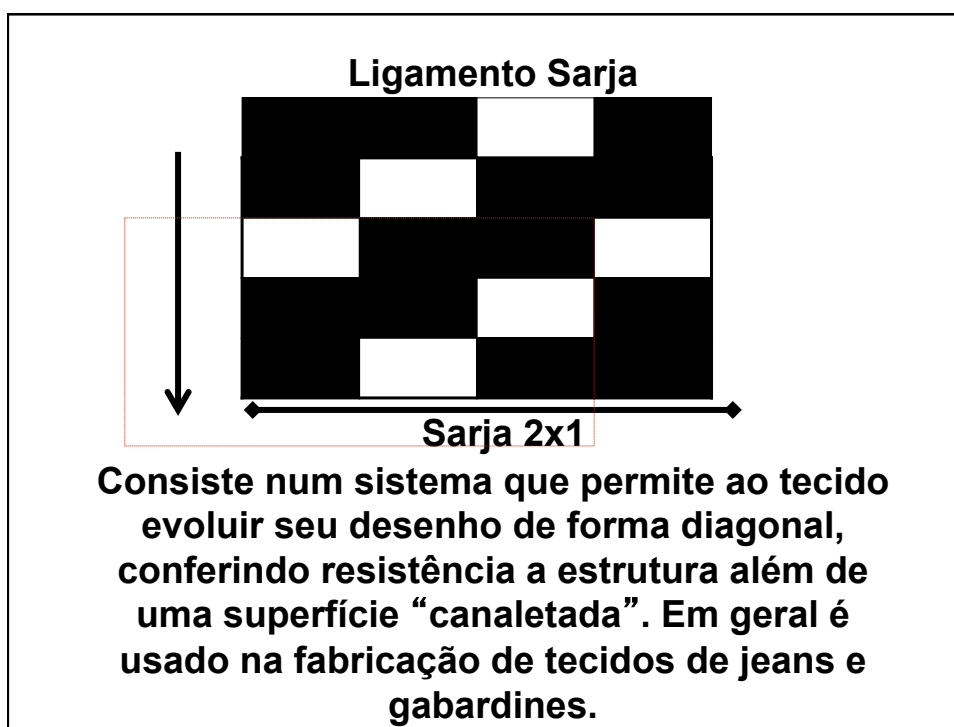 Ligamento Sarja
Sarja 2x1
Consiste num sistema que permite ao tecido
evoluir seu desenho de forma diagonal,
conferindo resistência a estrutura além de
uma superfície “canaletada”. Em geral é
usado na fabricação de tecidos de jeans e
gabardines.